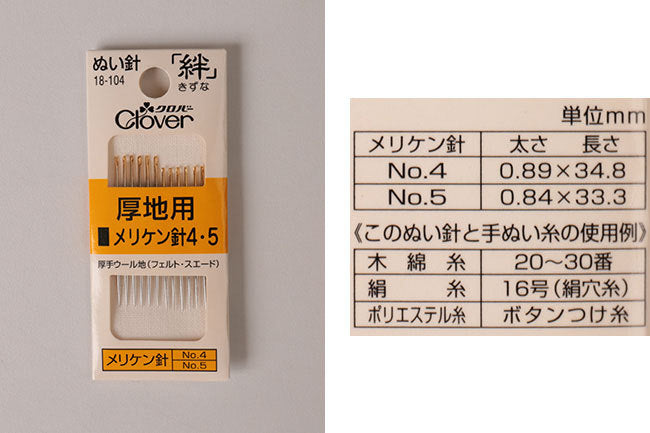 ぬい針
18-104
「絆」
きずな
クロバー
Clover
厚地用
メリケン針4・5
厚手ウール地(フェルト・スエード)
メリケン針 No.4
No.5
単位mm
メリケン針 太さ 長さ
No.4 0.89×34.8
No.5 0.84×33.3
《このぬい針と手ぬい糸の使用例》
木綿糸 20～30番
絹糸 16号(絹穴糸)
ポリエステル糸 ボタンつけ糸